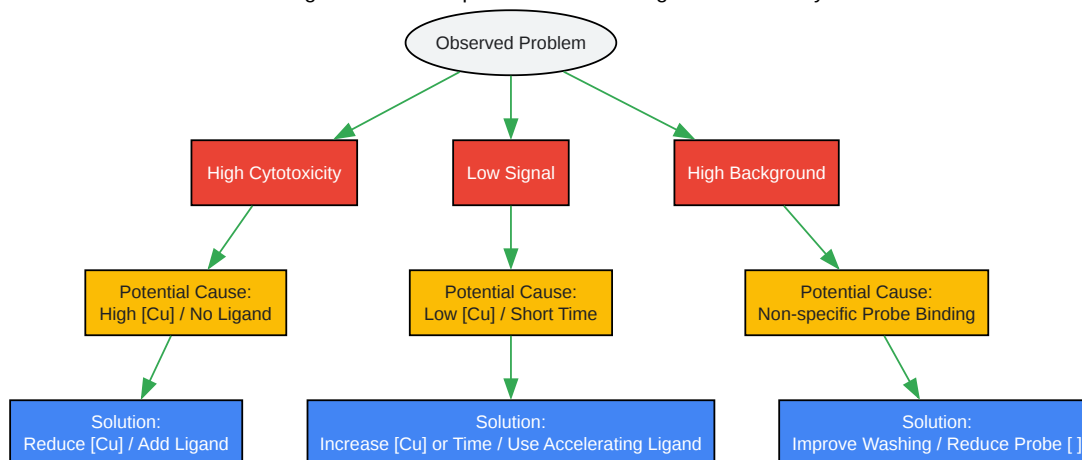 Observed Problem
High Cytotoxicity
Low Signal
High Background
Potential Cause:
High [Cu] / No Ligand
Potential Cause:
Low [Cu] / Short Time
Potential Cause:
Non-specific Probe Binding
Solution:
Reduce [Cu] / Add Ligand
Solution:
Increase [Cu] or Time / Use Accelerating Ligand
Solution:
Improve Washing / Reduce Probe [ ]